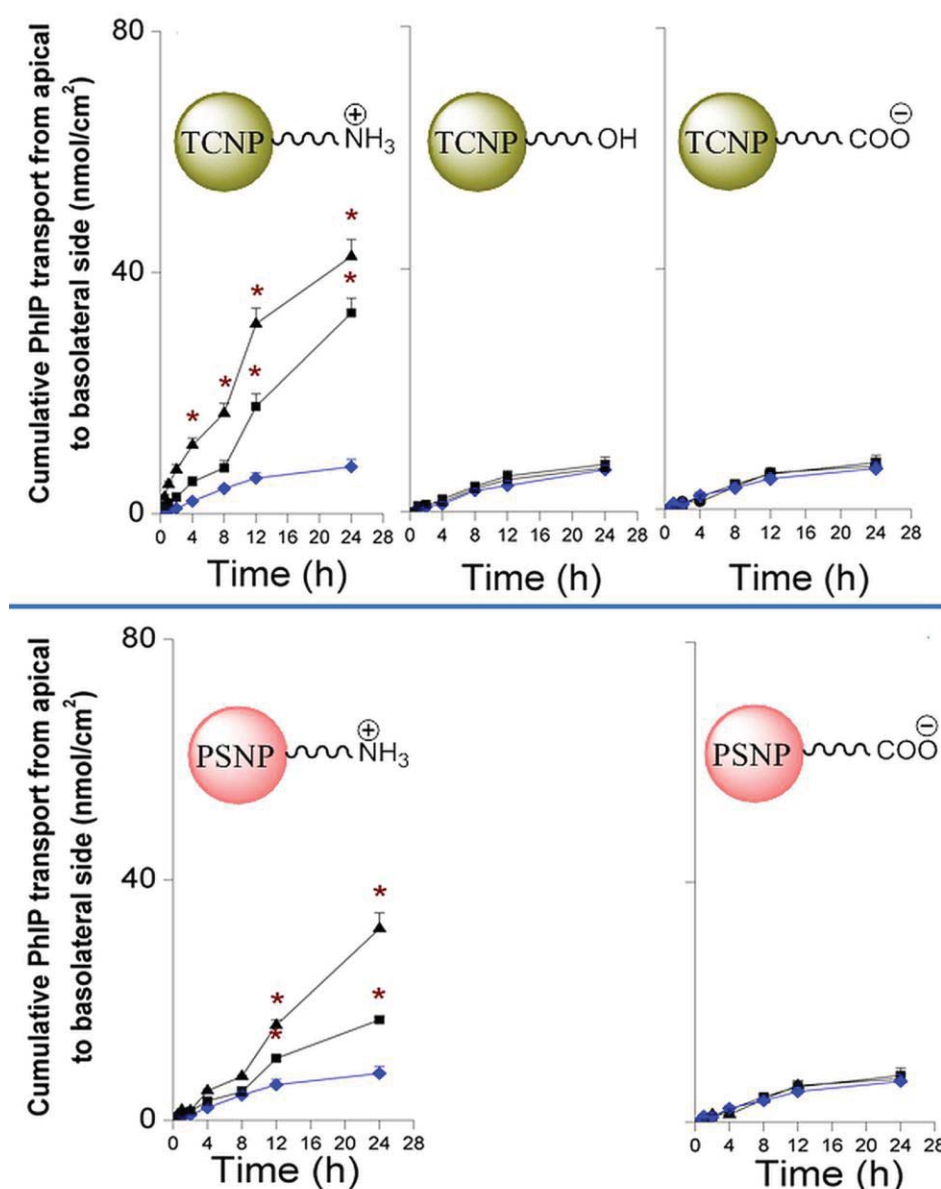 Cumulative PhIP transport from apical
to basolateral side (nmol/cm²)
80
40
0
TCNP
⊕
NH₃
TCNP
OH
TCNP
COO
⊖
*
*
*
*
*
*
0 4 8 12 16 20 24 28
0 4 8 12 16 20 24 28
0 4 8 12 16 20 24 28
Time (h)
Time (h)
Time (h)
Cumulative PhIP transport from apical
to basolateral side (nmol/cm²)
80
40
0
PSNP
⊕
NH₃
PSNP
COO
⊖
*
*
*
*
0 4 8 12 16 20 24 28
0 4 8 12 16 20 24 28
Time (h)
Time (h)